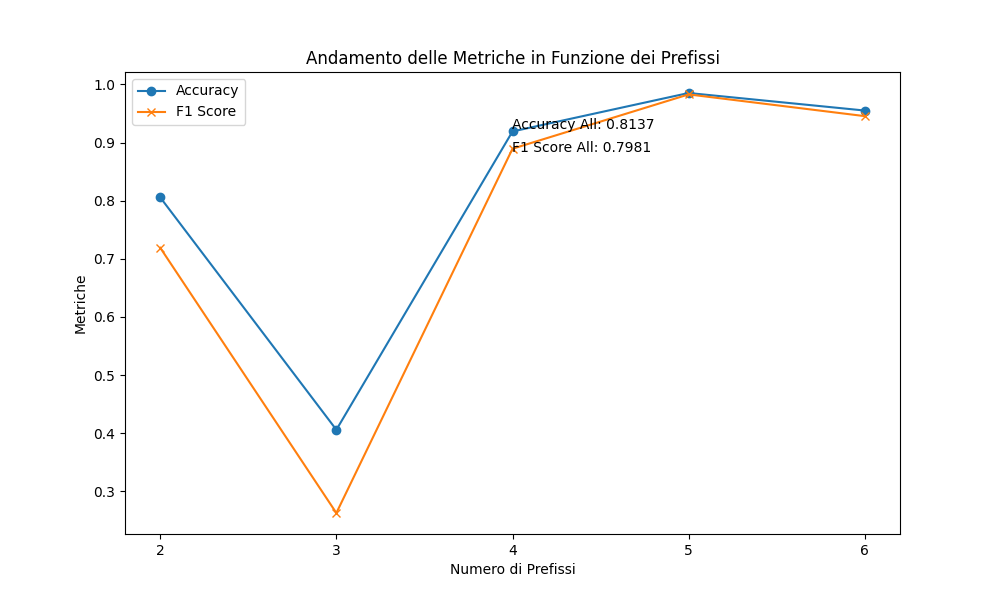 Andamento delle Metriche in Funzione dei Prefissi
Accuracy
F1 Score
Accuracy All: 0.8137
F1 Score All: 0.7981
1.0
0.9
0.8
0.7
0.6
0.5
0.4
0.3
Metriche
2 3 4 5 6
Numero di Prefissi